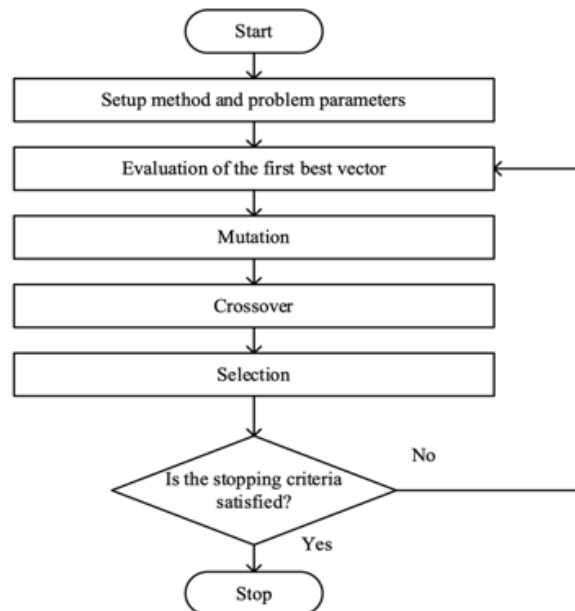 Start
Setup method and problem parameters
Evaluation of the first best vector
Mutation
Crossover
Selection
Is the stopping criteria
satisfied?
No
Yes
Stop